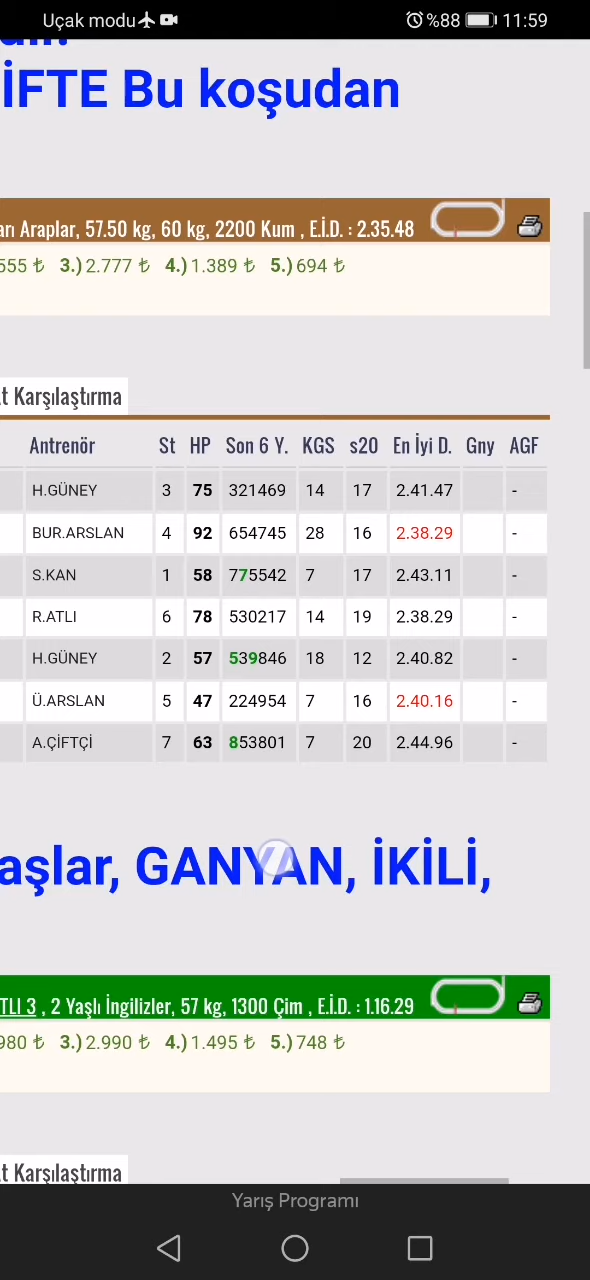 Uçak modu %88 11:59
İFTE Bu koşudan
arı Araplar, 57.50 kg, 60 kg, 2200 Kum , E.İ.D. : 2.35.48
555 ₺ 3.) 2.777 ₺ 4.) 1.389 ₺ 5.) 694 ₺
t Karşılaştırma
Antrenör St HP Son 6 Y. KGS s20 En İyi D. Gny AGF
H.GÜNEY 3 75 321469 14 17 2.41.47 -
BUR.ARSLAN 4 92 654745 28 16 2.38.29 -
S.KAN 1 58 775542 7 17 2.43.11 -
R.ATLI 6 78 530217 14 19 2.38.29 -
H.GÜNEY 2 57 539846 18 12 2.40.82 -
Ü.ARSLAN 5 47 224954 7 16 2.40.16 -
A.ÇİFTÇİ 7 63 853801 7 20 2.44.96 -
aşlar, GANYAN, İKİLİ,
TLI 3 , 2 Yaşlı İngilizler, 57 kg, 1300 Çim , E.İ.D. : 1.16.29
980 ₺ 3.) 2.990 ₺ 4.) 1.495 ₺ 5.) 748 ₺
t Karşılaştırma
Yarış Programı